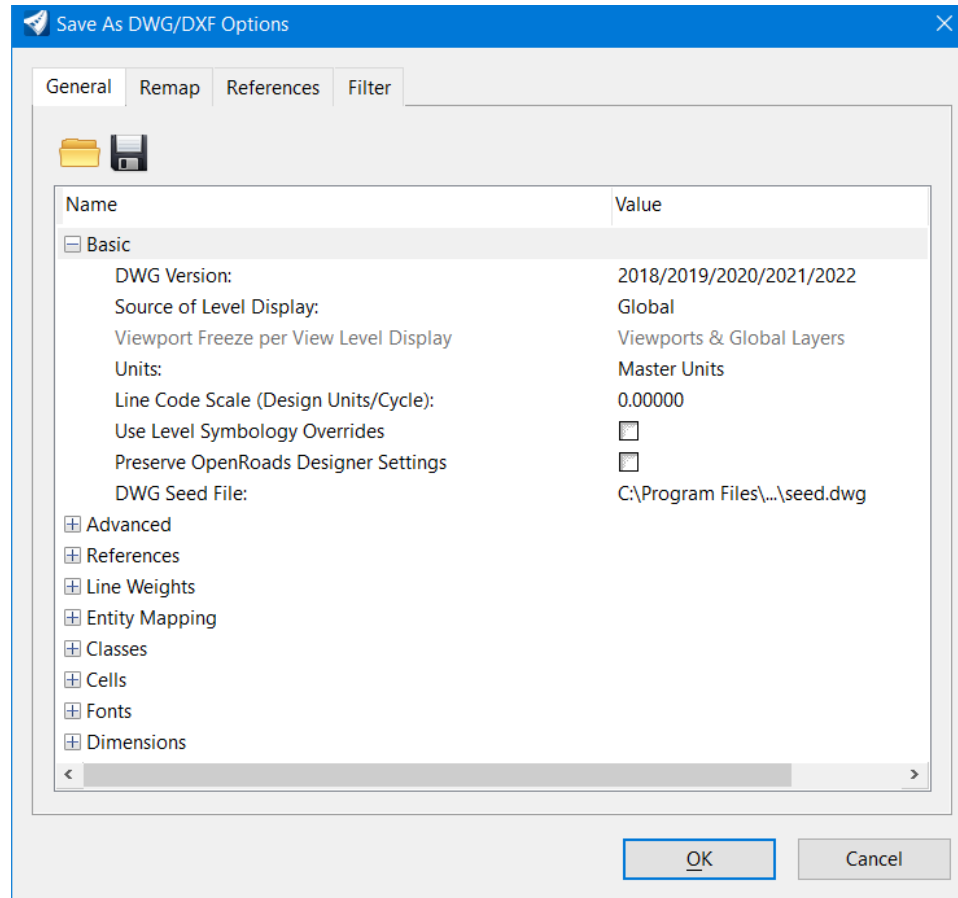 Save As DWG/DXF Options
General Remap References Filter
Name Value
Basic
DWG Version: 2018/2019/2020/2021/2022
Source of Level Display: Global
Viewport Freeze per View Level Display Viewports & Global Layers
Units: Master Units
Line Code Scale (Design Units/Cycle): 0.00000
Use Level Symbology Overrides
Preserve OpenRoads Designer Settings
DWG Seed File: C:\Program Files\...\seed.dwg
Advanced
References
Line Weights
Entity Mapping
Classes
Cells
Fonts
Dimensions
OK Cancel